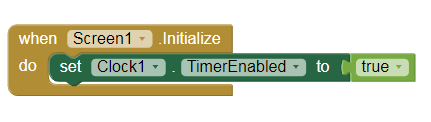 when Screen1 .Initialize
do set Clock1 . TimerEnabled to true